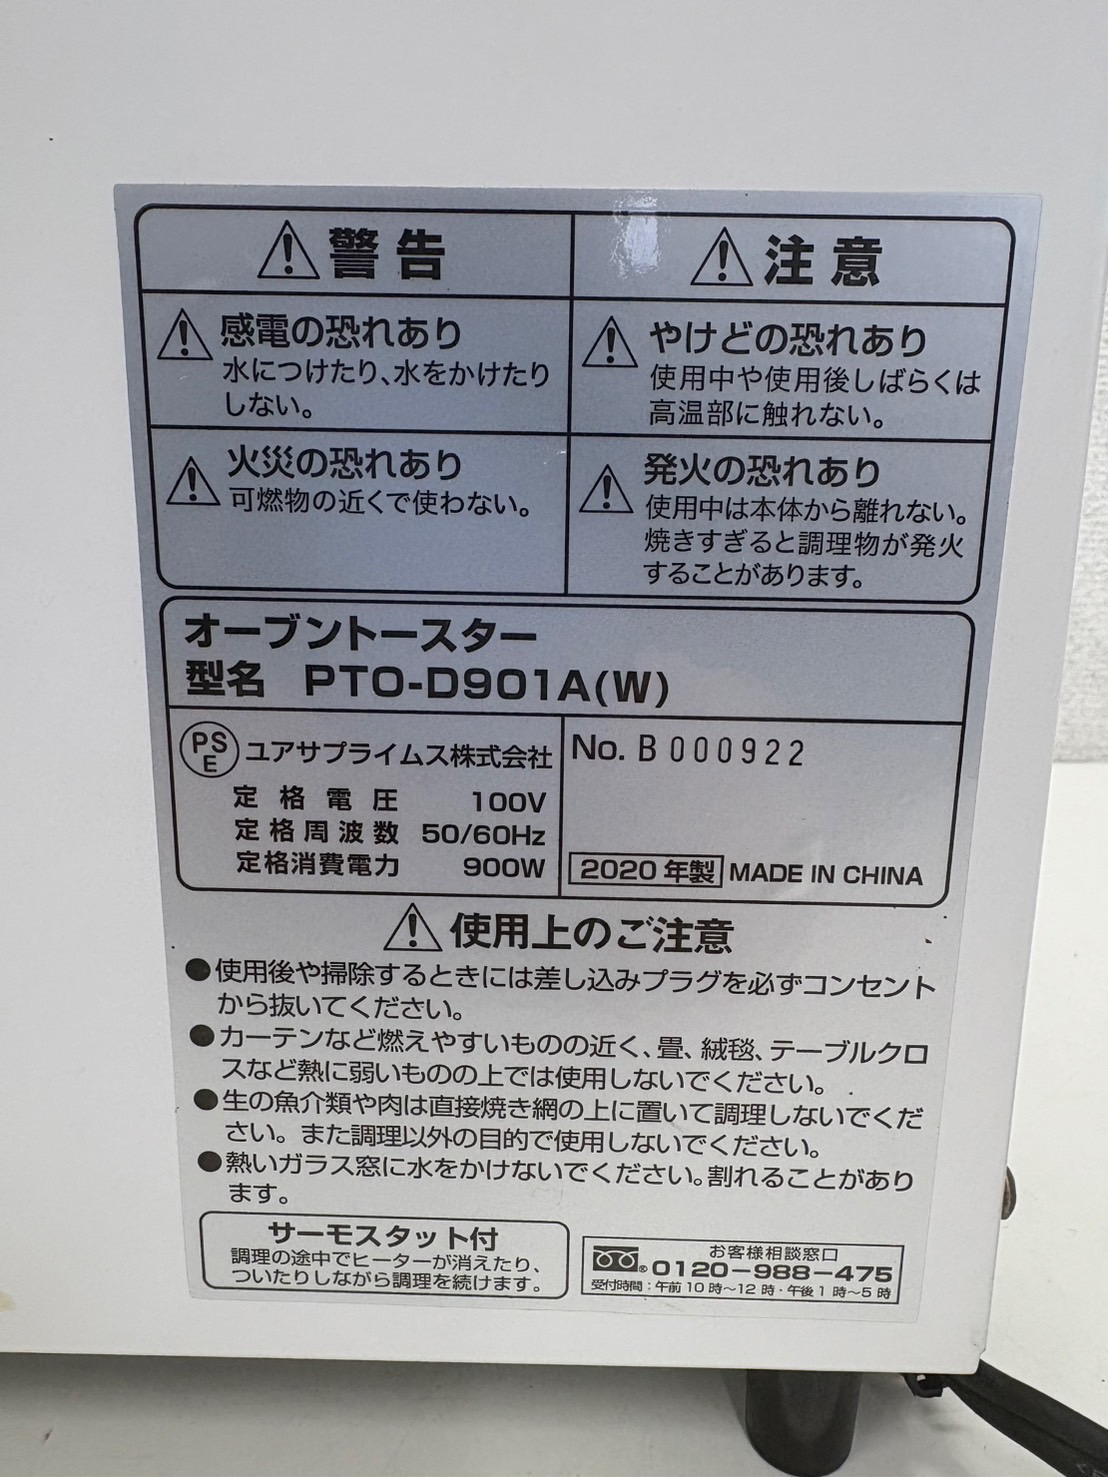 警告
感電の恐れあり
水につけたり、水をかけたり
しない。
火災の恐れあり
可燃物の近くで使わない。
注意
やけどの恐れあり
使用中や使用後しばらくは
高温部に触れない。
発火の恐れあり
使用中は本体から離れない。
焼きすぎると調理物が発火
することがあります。
オーブントースター
型名 PTO-D901A(W)
PSE ユアサプライムス株式会社
定格電圧 100V
定格周波数 50/60Hz
定格消費電力 900W
No. B000922
2020年製 MADE IN CHINA
使用上のご注意
●使用後や掃除するときには差し込みプラグを必ずコンセント
から抜いてください。
●カーテンなど燃えやすいものの近く、畳、絨毯、テーブルクロ
スなど熱に弱いものの上では使用しないでください。
●生の魚介類や肉は直接焼き網の上に置いて調理しないでくだ
さい。また調理以外の目的で使用しないでください。
●熱いガラス窓に水をかけないでください。割れることがあり
ます。
サーモスタット付
調理の途中でヒーターが消えたり、
ついたりしながら調理を続けます。
お客様相談窓口
®0120-988-475
受付時間：午前10時〜12時・午後1時〜5時